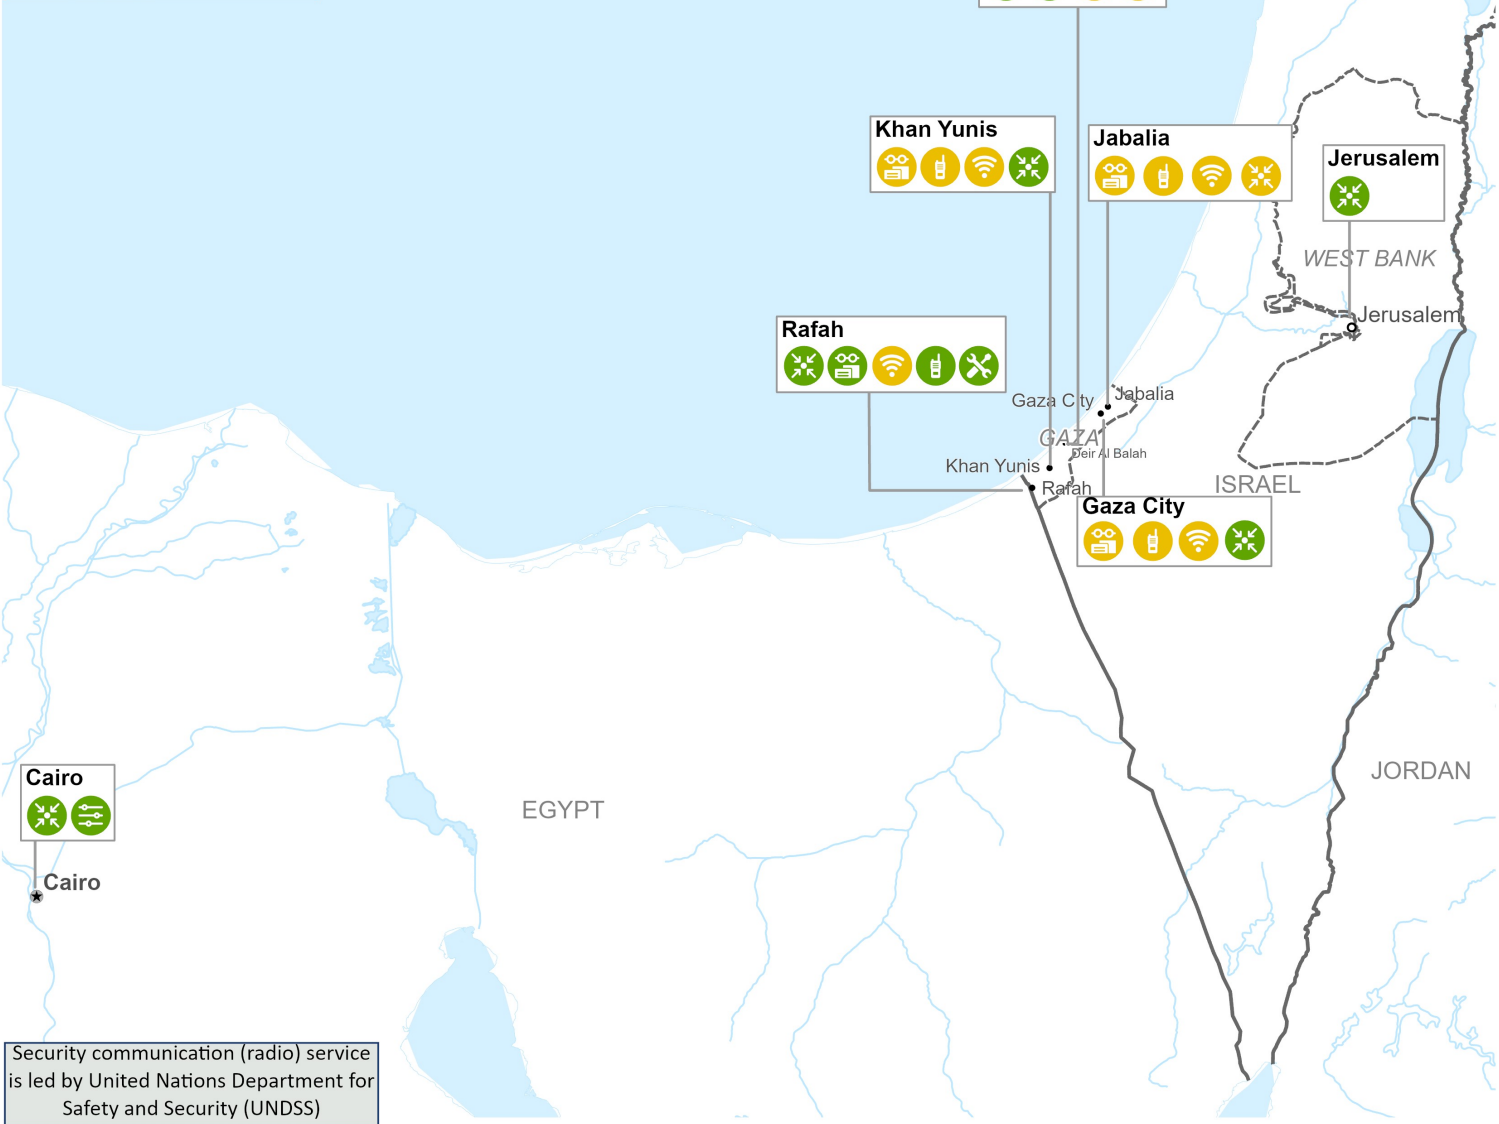 Khan Yunis
Jabalia
Jerusalem
WEST BANK
Jerusalem
Rafah
Jabalia
Gaza City
GAZA
Deir Al Balah
Khan Yunis
Rafah
ISRAEL
Gaza City
JORDAN
Cairo
EGYPT
Cairo
Security communication (radio) service
is led by United Nations Department for
Safety and Security (UNDSS)